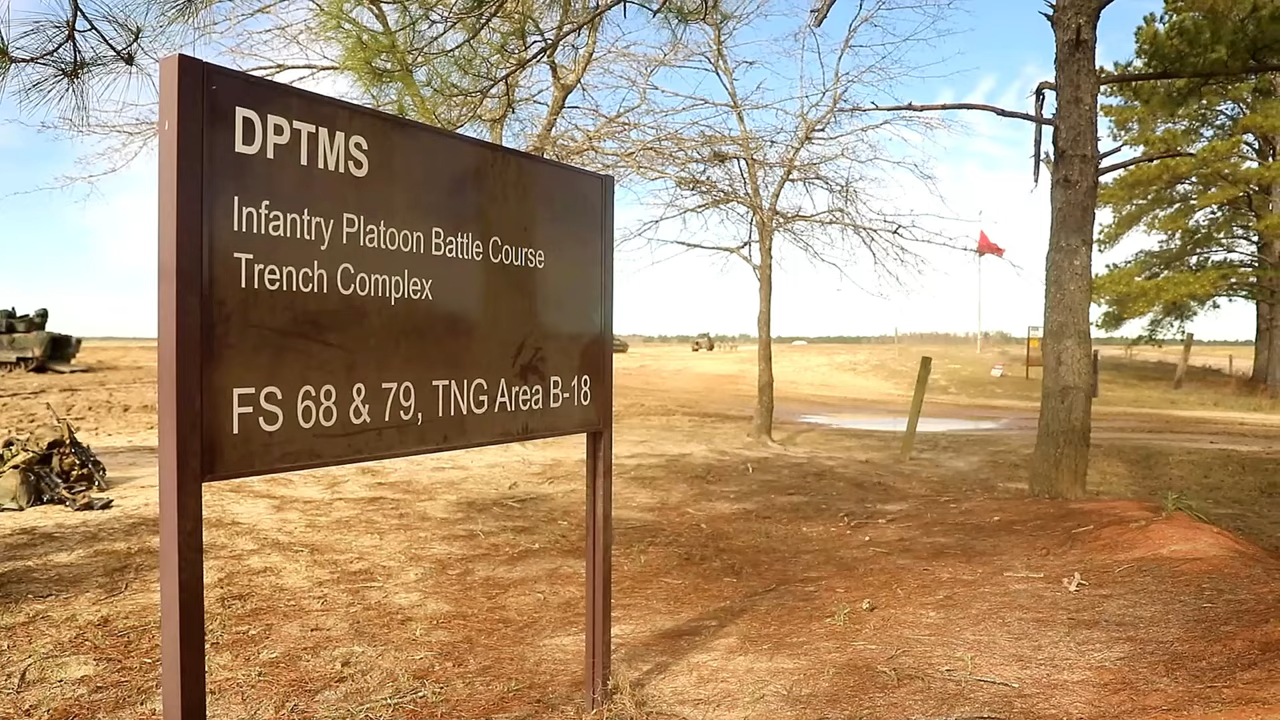 DPTMS
Infantry Platoon Battle Course
Trench Complex
FS 68 & 79, TNG Area B-18